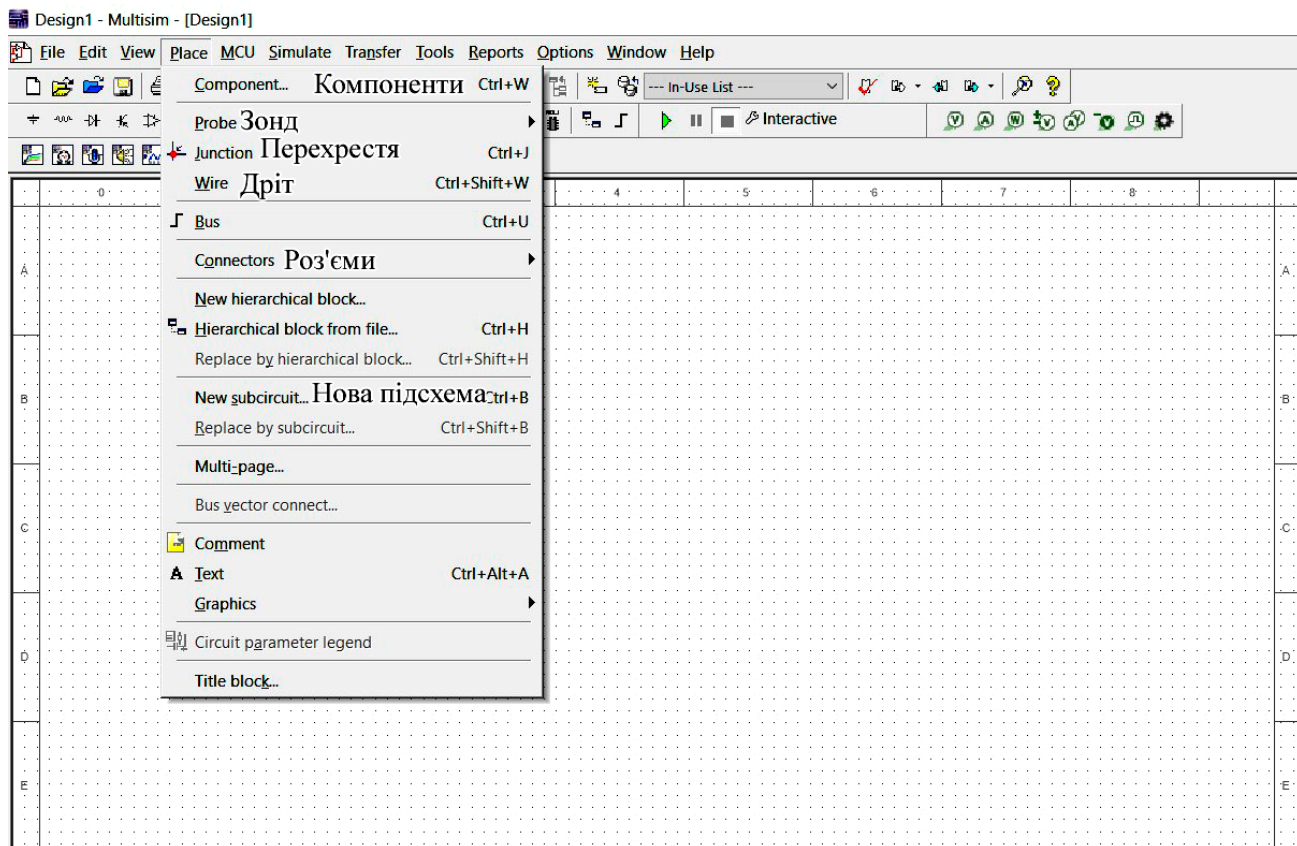 Design1 - Multisim - [Design1]
File Edit View Place MCU Simulate Transfer Tools Reports Options Window Help
Component... Компоненти Ctrl+W
--- In-Use List ---
Probe Зонд
Interactive
Junction Перехрестя Ctrl+J
Wire Дріт Ctrl+Shift+W
0 4 5 6 7 8
Bus Ctrl+U
Connectors Роз'єми
A A
New hierarchical block...
Hierarchical block from file... Ctrl+H
Replace by hierarchical block... Ctrl+Shift+H
New subcircuit... Нова підсхема Ctrl+B
B B
Replace by subcircuit... Ctrl+Shift+B
Multi-page...
Bus vector connect...
C C
Comment
A Text Ctrl+Alt+A
Graphics
Circuit parameter legend
D D
Title block...
E E